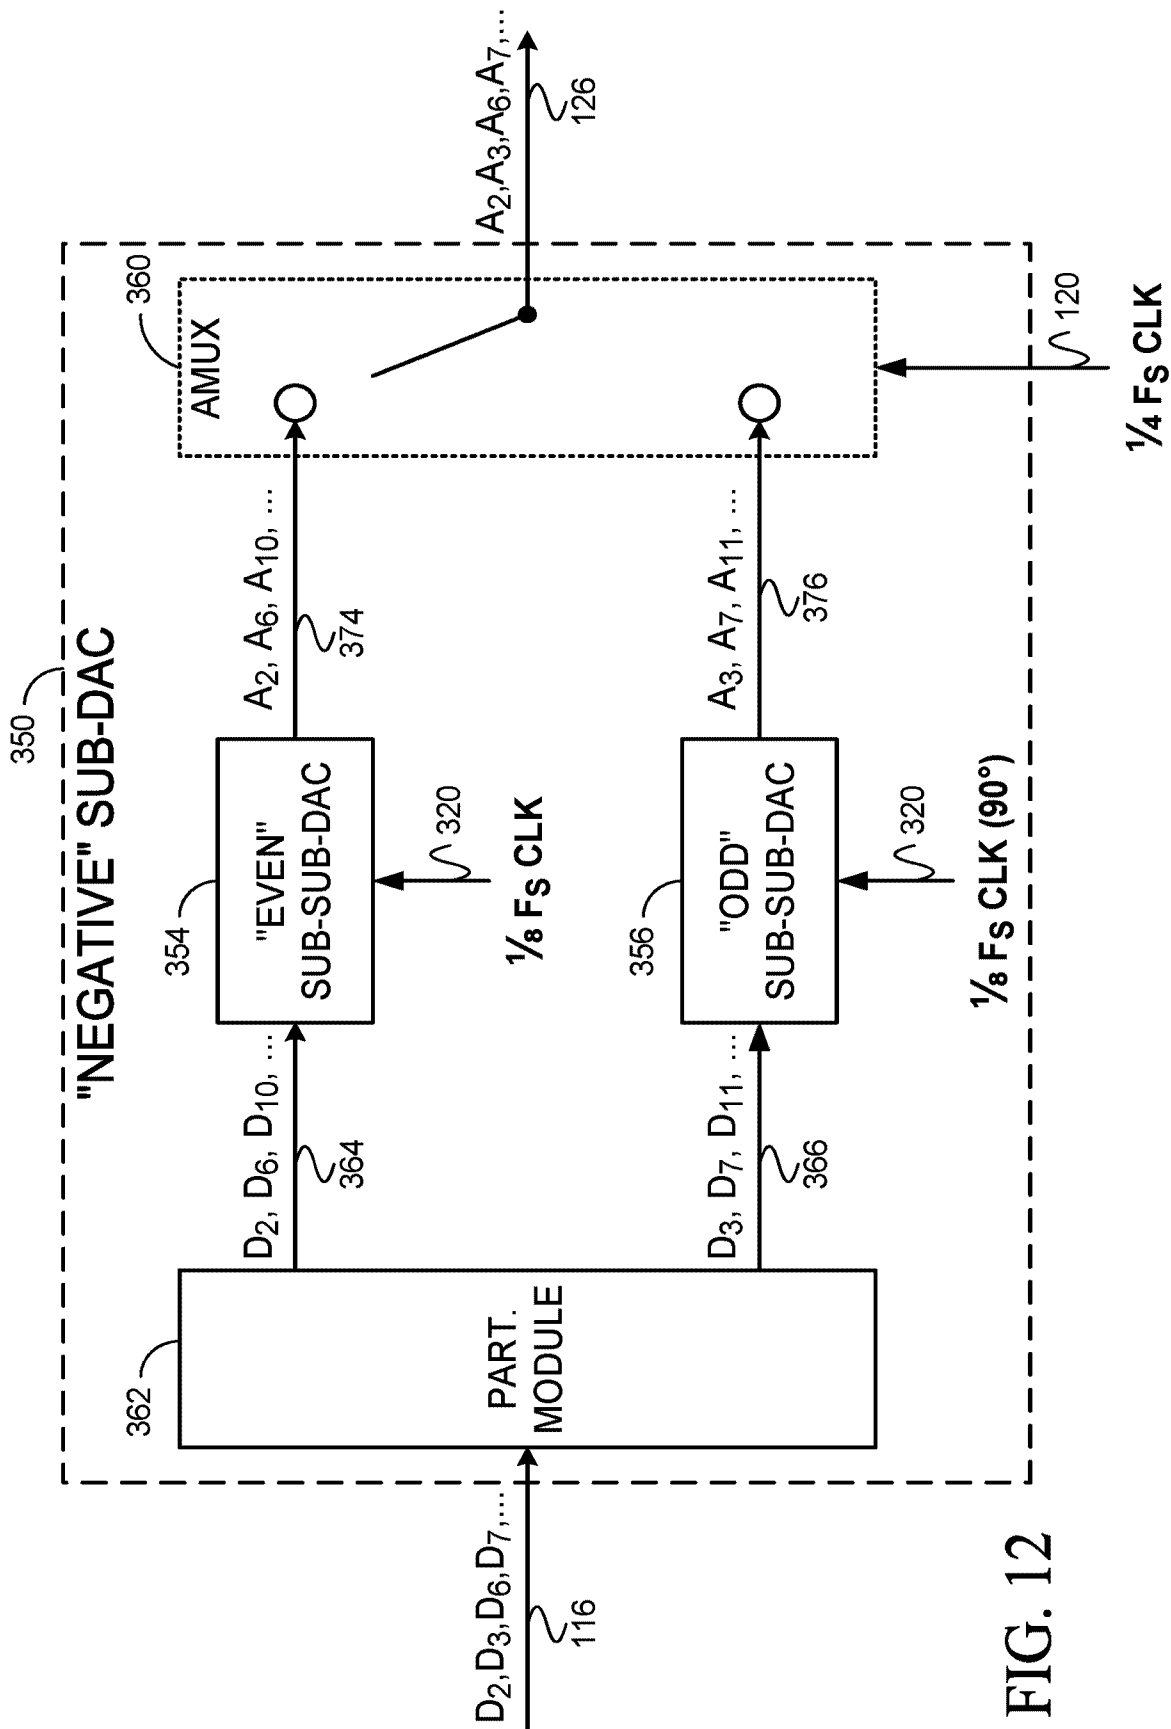 350
"NEGATIVE" SUB-DAC
362
PART.
MODULE
D2,D3,D6,D7,...
116
D2, D6, D10, ...
364
D3, D7, D11, ...
366
354
"EVEN"
SUB-SUB-DAC
320
⅛ FS CLK
356
"ODD"
SUB-SUB-DAC
320
⅛ FS CLK (90°)
A2, A6, A10, ...
374
A3, A7, A11, ...
376
360
AMUX
A2,A3,A6,A7,...
126
120
¼ FS CLK
FIG. 12